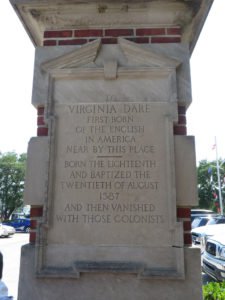 TO
VIRGINIA DARE
FIRST BORN
OF THE ENGLISH
IN AMERICA
NEAR BY THIS PLACE
BORN THE EIGHTEENTH
AND BAPTIZED THE
TWENTIETH OF AUGUST
1587
AND THEN VANISHED
WITH THOSE COLONISTS